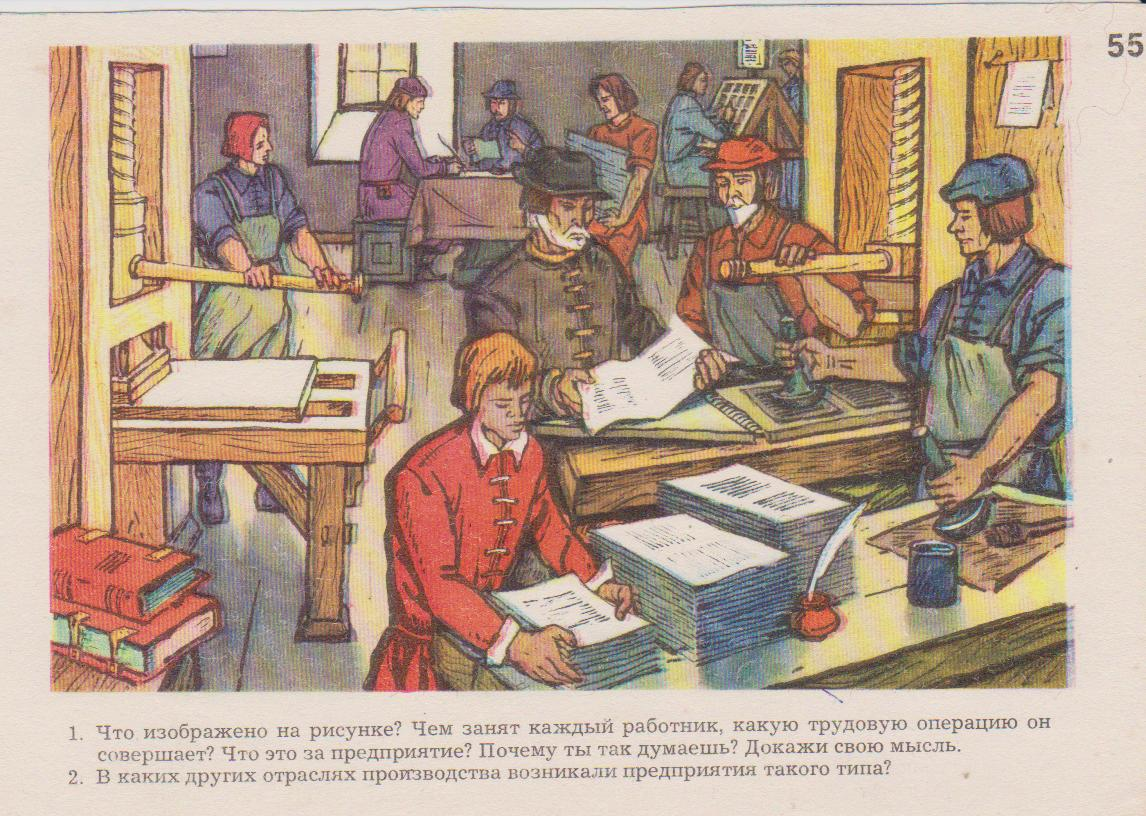 55
1. Что изображено на рисунке? Чем занят каждый работник, какую трудовую операцию он
совершает? Что это за предприятие? Почему ты так думаешь? Докажи свою мысль.
2. В каких других отраслях производства возникали предприятия такого типа?